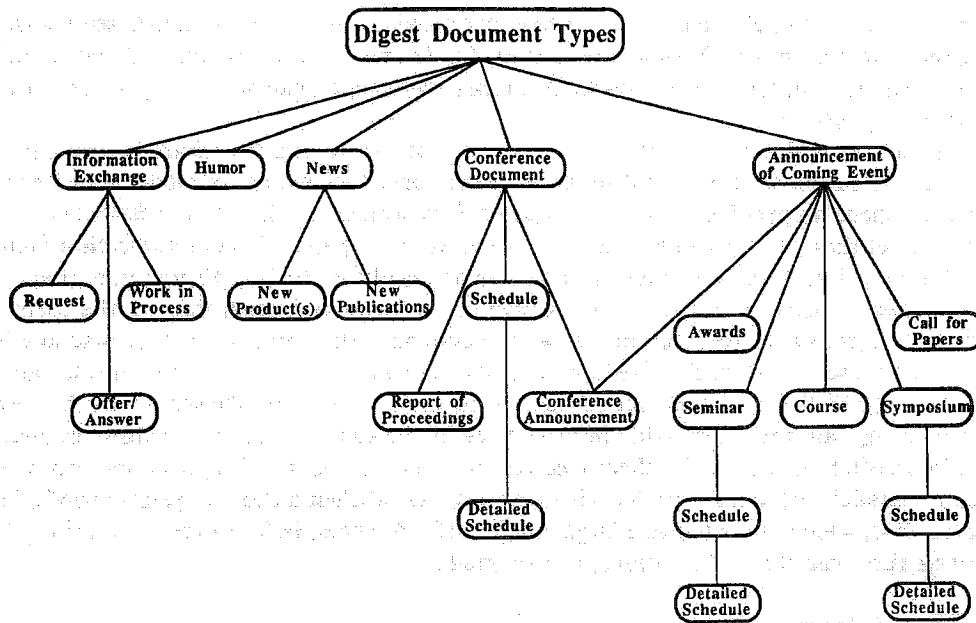 Digest Document Types
Information
Exchange
Humor
News
Conference
Document
Announcement
of Coming Event
Request
Work in
Process
New
Product(s)
New
Publications
Schedule
Awards
Call for
Papers
Offer/
Answer
Report of
Proceedings
Conference
Announcement
Seminar
Course
Symposium
Detailed
Schedule
Schedule
Schedule
Detailed
Schedule
Detailed
Schedule